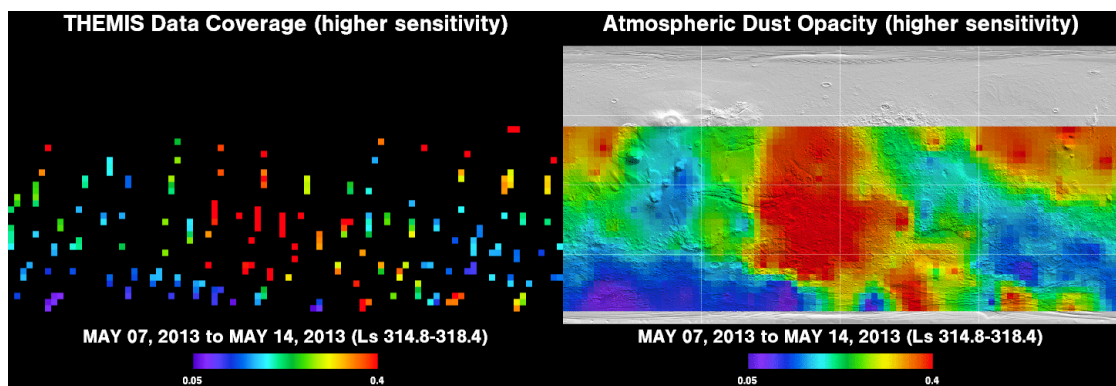 THEMIS Data Coverage (higher sensitivity)
MAY 07, 2013 to MAY 14, 2013 (Ls 314.8-318.4)
0.05 0.4
Atmospheric Dust Opacity (higher sensitivity)
MAY 07, 2013 to MAY 14, 2013 (Ls 314.8-318.4)
0.05 0.4